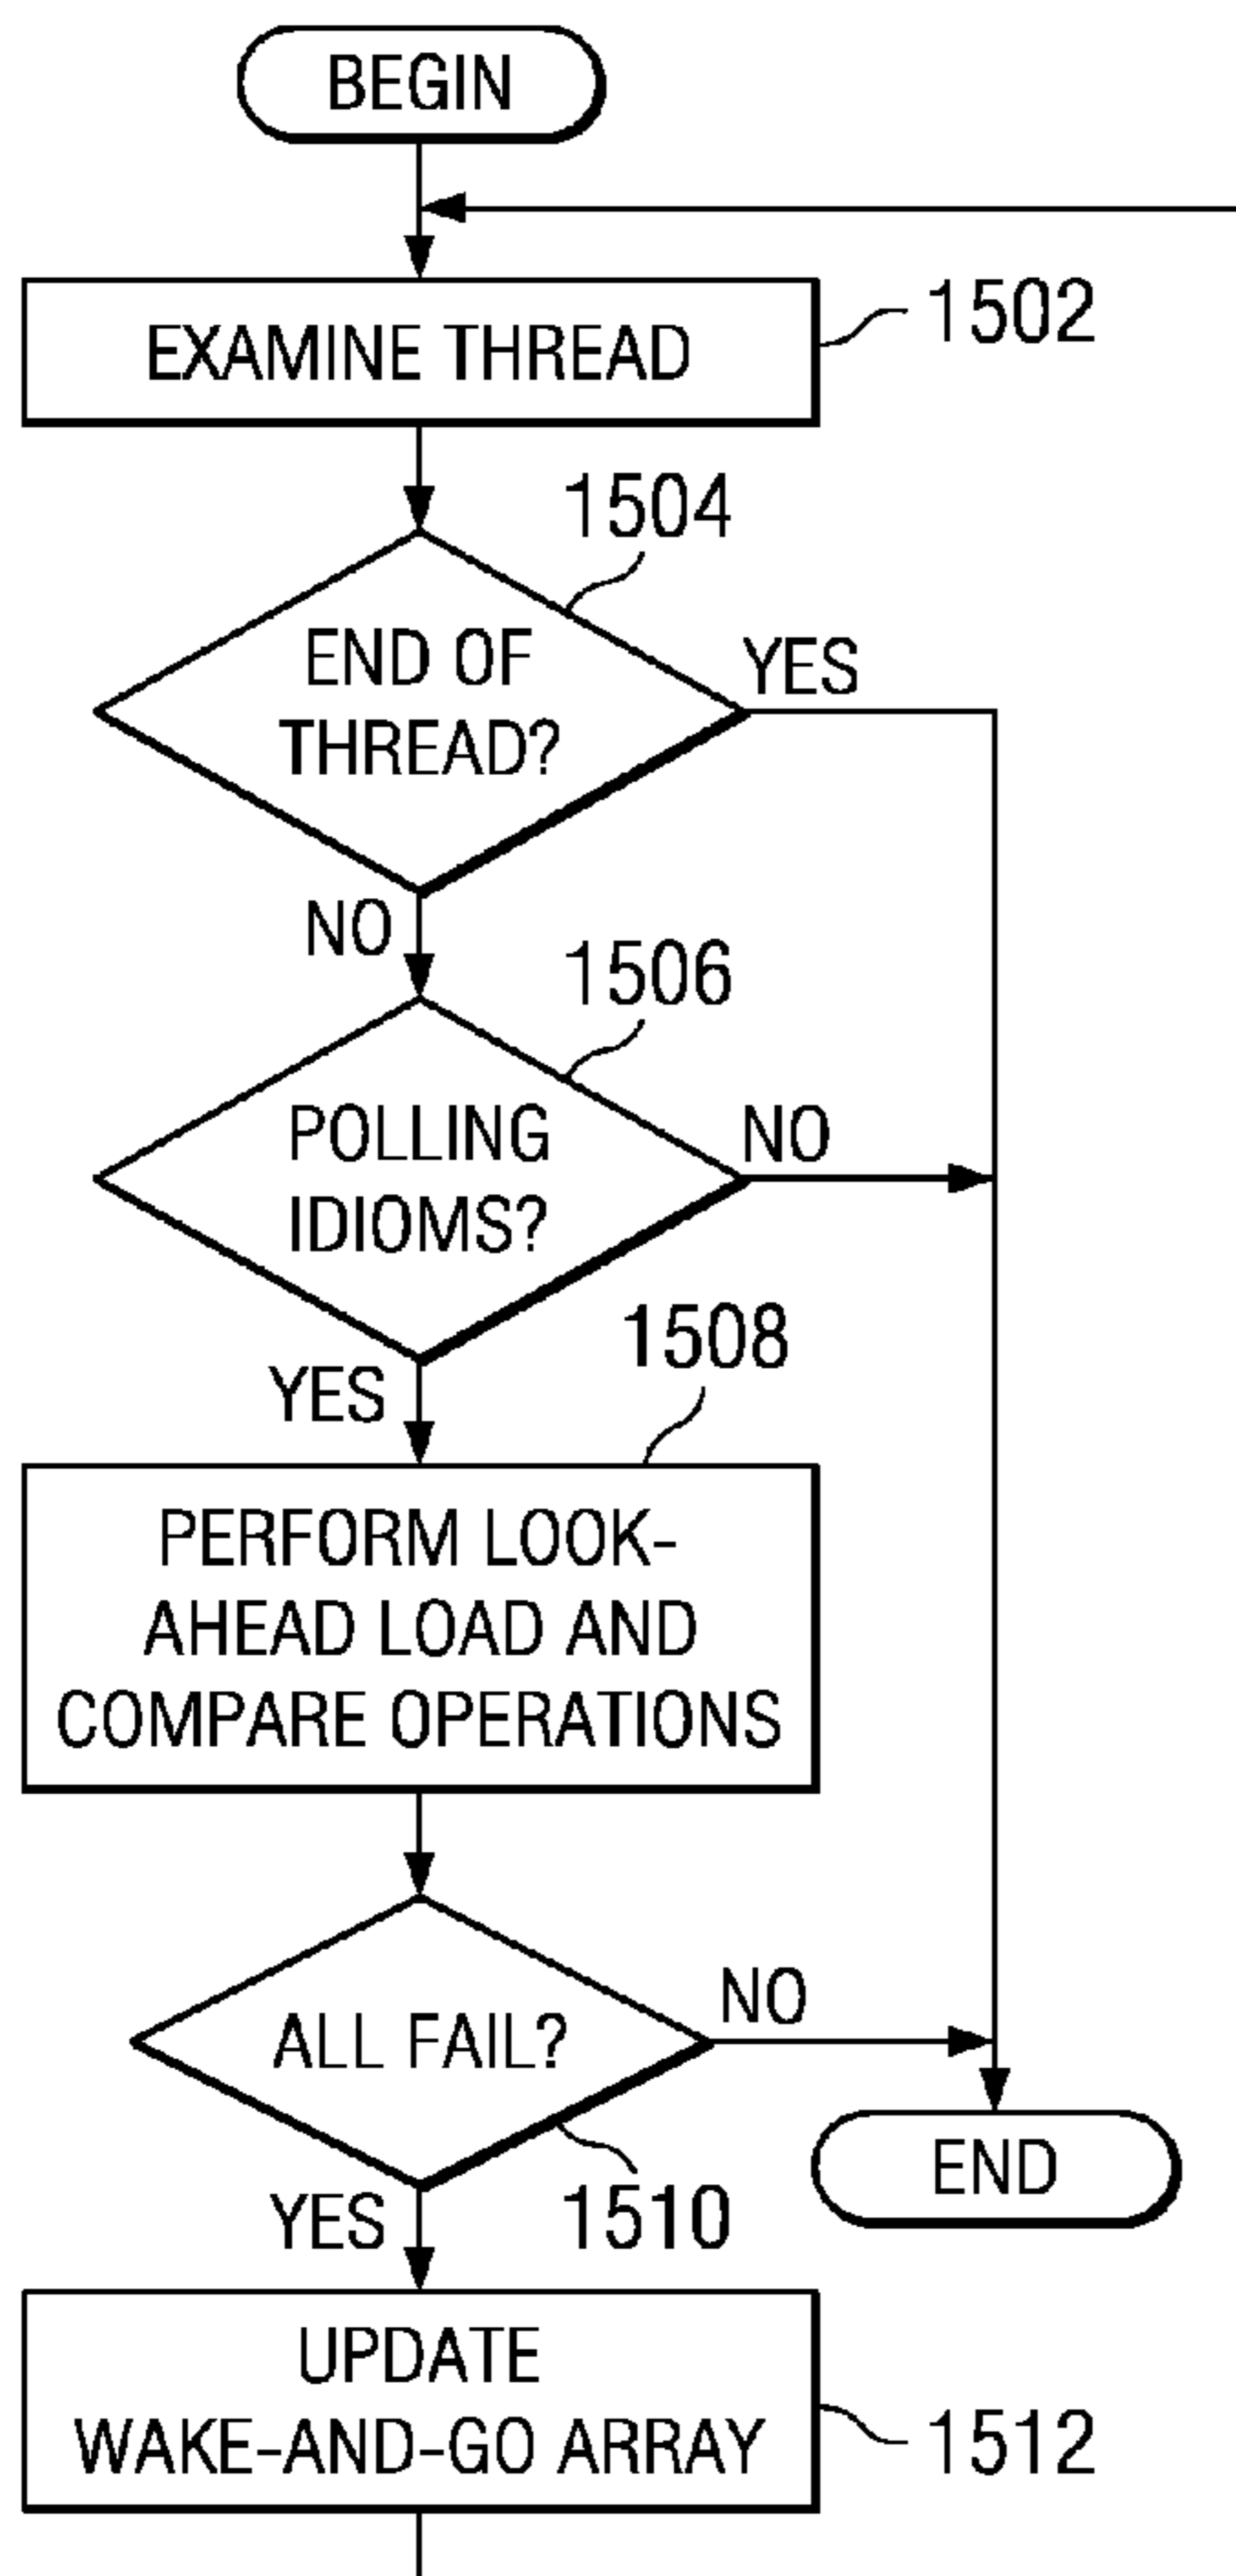 BEGIN
EXAMINE THREAD
1502
1504
END OF
THREAD?
YES
NO
1506
POLLING
IDIOMS?
NO
YES
1508
PERFORM LOOK-
AHEAD LOAD AND
COMPARE OPERATIONS
ALL FAIL?
NO
YES
1510
END
UPDATE
WAKE-AND-GO ARRAY
1512